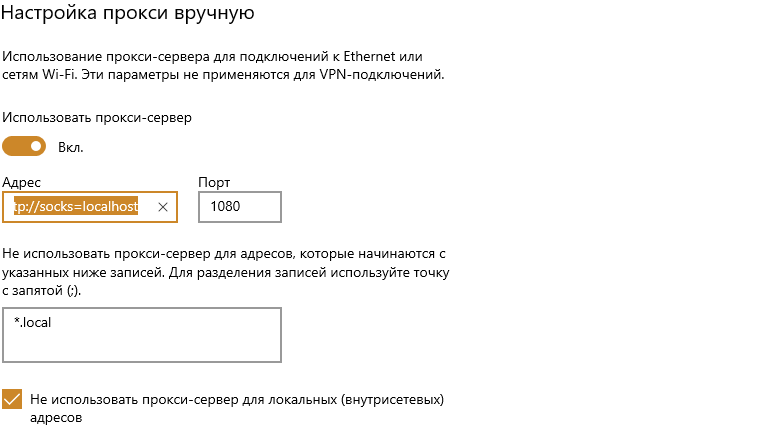 Настройка прокси вручную
Использование прокси-сервера для подключений к Ethernet или
сетям Wi-Fi. Эти параметры не применяются для VPN-подключений.
Использовать прокси-сервер
Вкл.
Адрес Порт
tp://socks=localhost 1080
Не использовать прокси-сервер для адресов, которые начинаются с
указанных ниже записей. Для разделения записей используйте точку
с запятой (;).
*.local
Не использовать прокси-сервер для локальных (внутрисетевых)
адресов